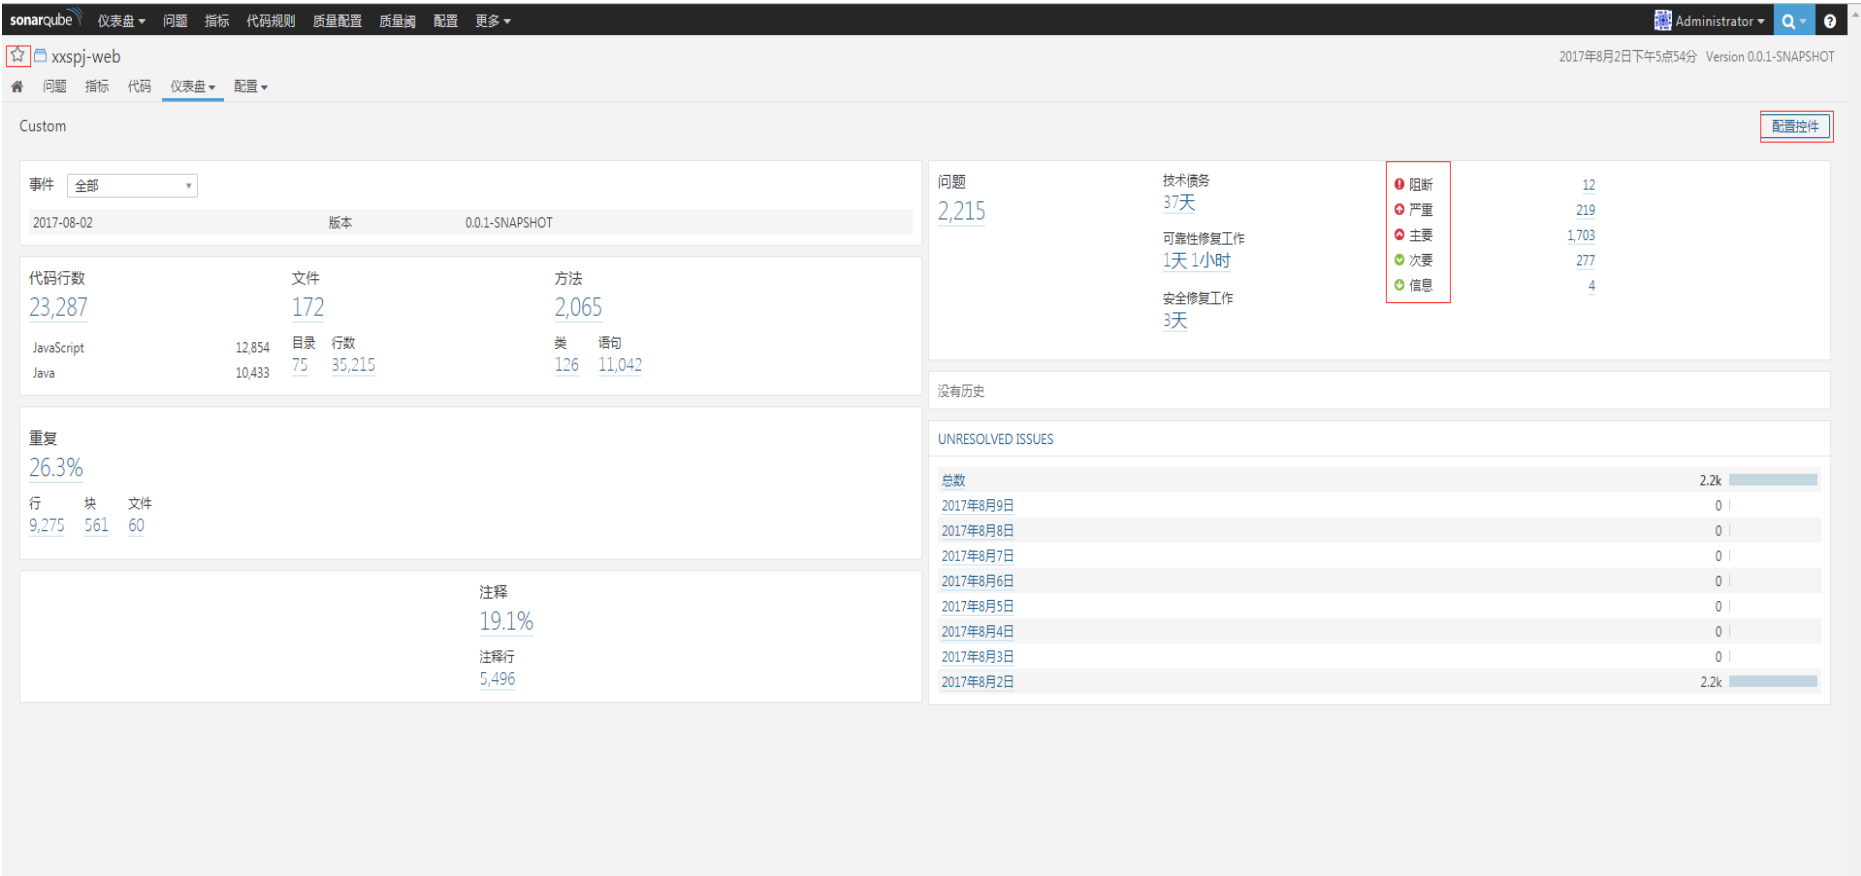 sonarqube 仪表盘 问题 指标 代码规则 质量配置 质量阈 配置 更多 Administrator
xxspj-web 2017年8月2日下午5点54分 Version 0.0.1-SNAPSHOT
问题 指标 代码 仪表盘 配置
Custom 配置控件
事件 全部
2017-08-02 版本 0.0.1-SNAPSHOT
代码行数 文件 方法
23,287 172 2,065
JavaScript 12,854
Java 10,433
目录 行数
75 35,215
类 语句
126 11,042
重复
26.3%
行 块 文件
9,275 561 60
注释
19.1%
注释行
5,496
问题
2,215
技术债务
37天
可靠性修复工作
1天 1小时
安全修复工作
3天
阻断 12
严重 219
主要 1,703
次要 277
信息 4
没有历史
UNRESOLVED ISSUES
总数 2.2k
2017年8月9日 0
2017年8月8日 0
2017年8月7日 0
2017年8月6日 0
2017年8月5日 0
2017年8月4日 0
2017年8月3日 0
2017年8月2日 2.2k